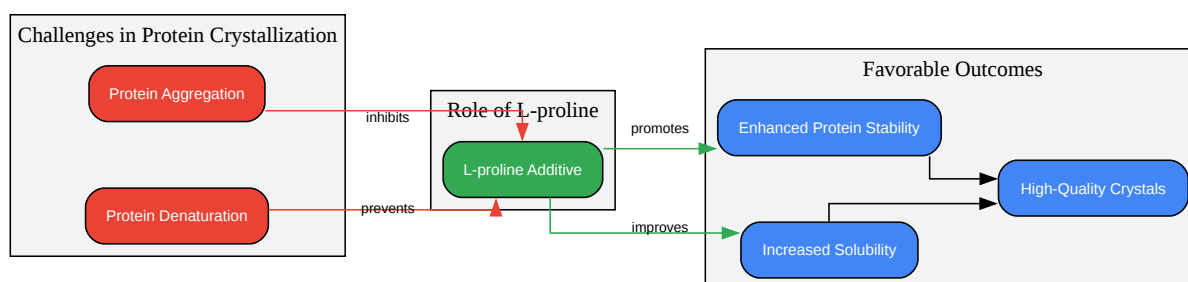 Challenges in Protein Crystallization
Protein Aggregation
Protein Denaturation
inhibits
prevents
Role of L-proline
L-proline Additive
promotes
improves
Favorable Outcomes
Enhanced Protein Stability
Increased Solubility
High-Quality Crystals